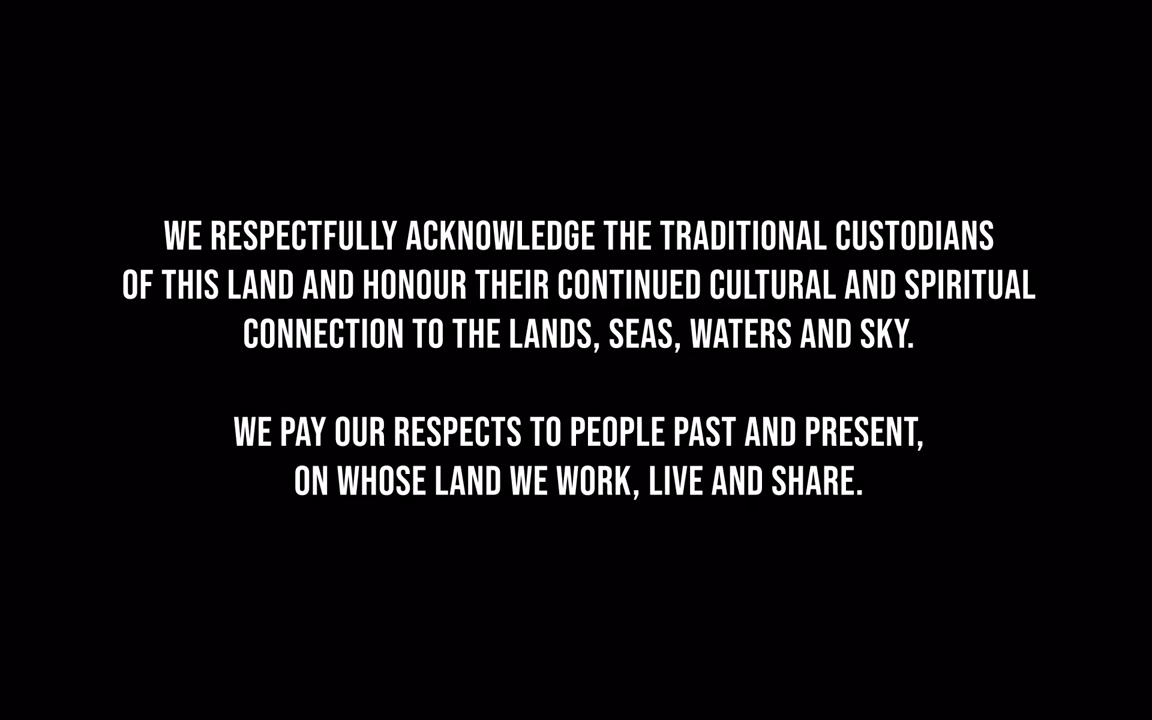 WE RESPECTFULLY ACKNOWLEDGE THE TRADITIONAL CUSTODIANS
OF THIS LAND AND HONOUR THEIR CONTINUED CULTURAL AND SPIRITUAL
CONNECTION TO THE LANDS, SEAS, WATERS AND SKY.
WE PAY OUR RESPECTS TO PEOPLE PAST AND PRESENT,
ON WHOSE LAND WE WORK, LIVE AND SHARE.